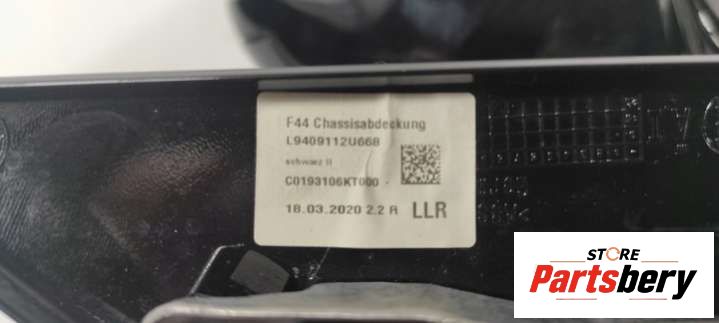 F44 Chassisabdeckung
L9409112U668
schwarz II
C0193106KT000
18.03.2020 2.2 A LLR
STORE
Partsbery